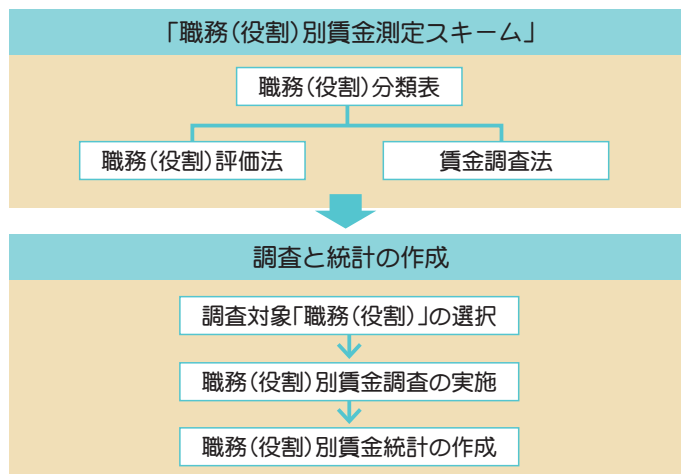 「職務(役割)別賃金測定スキーム」
職務(役割)分類表
職務(役割)評価法
賃金調査法
調査と統計の作成
調査対象「職務(役割)」の選択
職務(役割)別賃金調査の実施
職務(役割)別賃金統計の作成